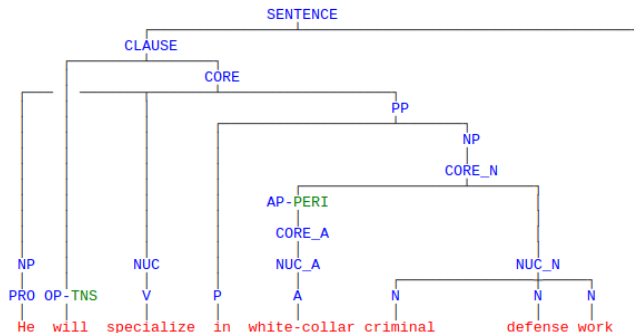 SENTENCE
CLAUSE
CORE
PP
NP
CORE_N
AP-PERI
CORE_A
NP NUC NUC_A NUC_N
PRO OP-TNS V P A N N N
He will specialize in white-collar criminal defense work